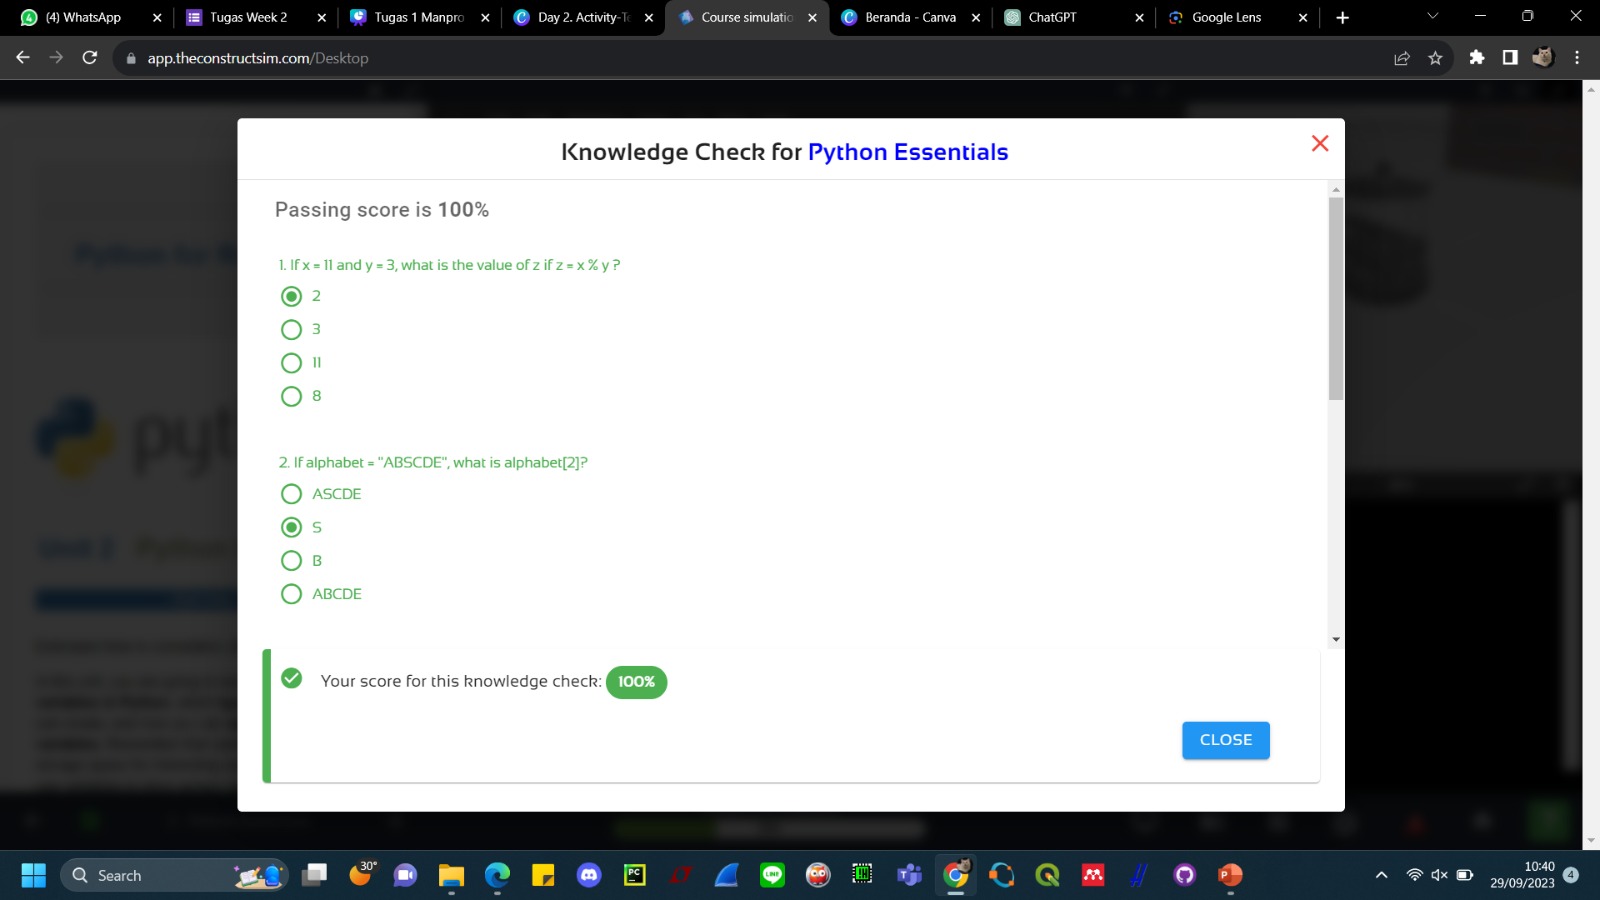 (4) WhatsApp
Tugas Week 2
Tugas 1 Manpro
Day 2. Activity-Te
Course simulatio
Beranda - Canva
ChatGPT
Google Lens
app.theconstructsim.com/Desktop
Knowledge Check for Python Essentials
Passing score is 100%
1. If x = 11 and y = 3, what is the value of z if z = x % y ?
2
3
11
8
2. If alphabet = "ABSCDE", what is alphabet[2]?
ASCDE
S
B
ABCDE
Your score for this knowledge check: 100%
CLOSE
Search
30°
10:40
29/09/2023
4